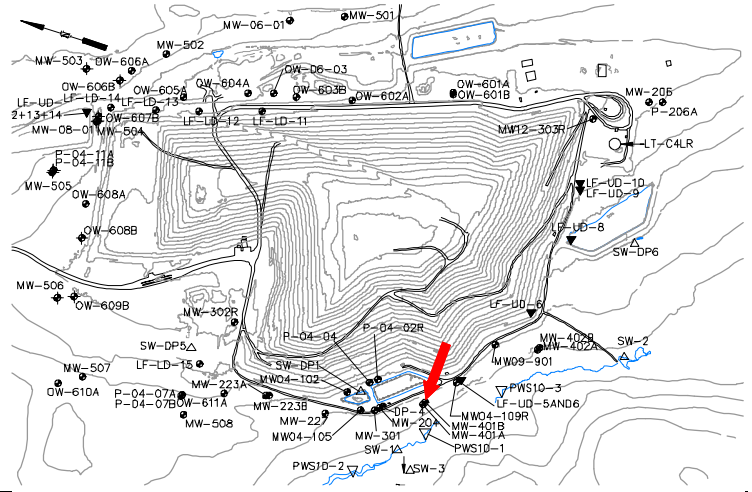 MW-501
MW-06-01
MW-502
MW-503
OW-606A
OW-606B
OW-605A
OW-604A
OW-06-03
OW-603B
OW-602A
OW-601A
OW-601B
MW-206
P-206A
LF-UD-
2+13+14
LF-LD-14
LF-LD-13
OW-607B
MW-08-01
MW-504
LF-LD-12
LF-LD-11
MW12-303R
LT-C4LR
P-04-11A
P-04-11B
MW-505
LF-UD-10
LF-UD-9
OW-608A
OW-608B
LF-UD-8
SW-DP6
MW-506
OW-609B
MW-302R
LF-UD-6
P-04-02R
P-04-04
MW-402B
MW-402A
SW-2
SW-DP5
LF-LD-15
SW-DP1
MW09-901
MW-507
OW-610A
MW-223A
MW04-102
PWS10-3
P-04-07A
P-04-07B
OW-611A
MW-223B
LF-UD-5AND6
MW-508
MW-227
DP-4
MW04-109R
MW-204
MW-401B
MW-401A
MW04-105
MW-301
SW-1
PWS10-1
PWS10-2
SW-3